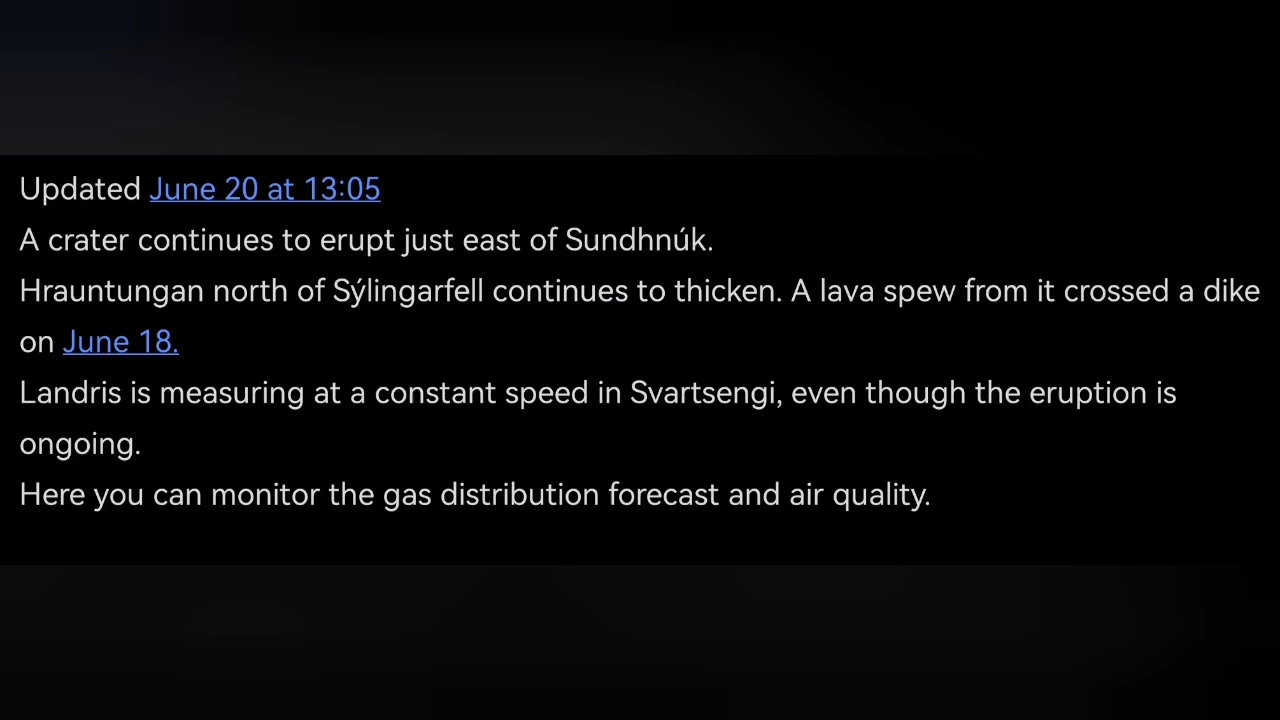 Updated June 20 at 13:05
A crater continues to erupt just east of Sundhnúk.
Hrauntungan north of Sýlingarfell continues to thicken. A lava spew from it crossed a dike
on June 18.
Landris is measuring at a constant speed in Svartsengi, even though the eruption is
ongoing.
Here you can monitor the gas distribution forecast and air quality.